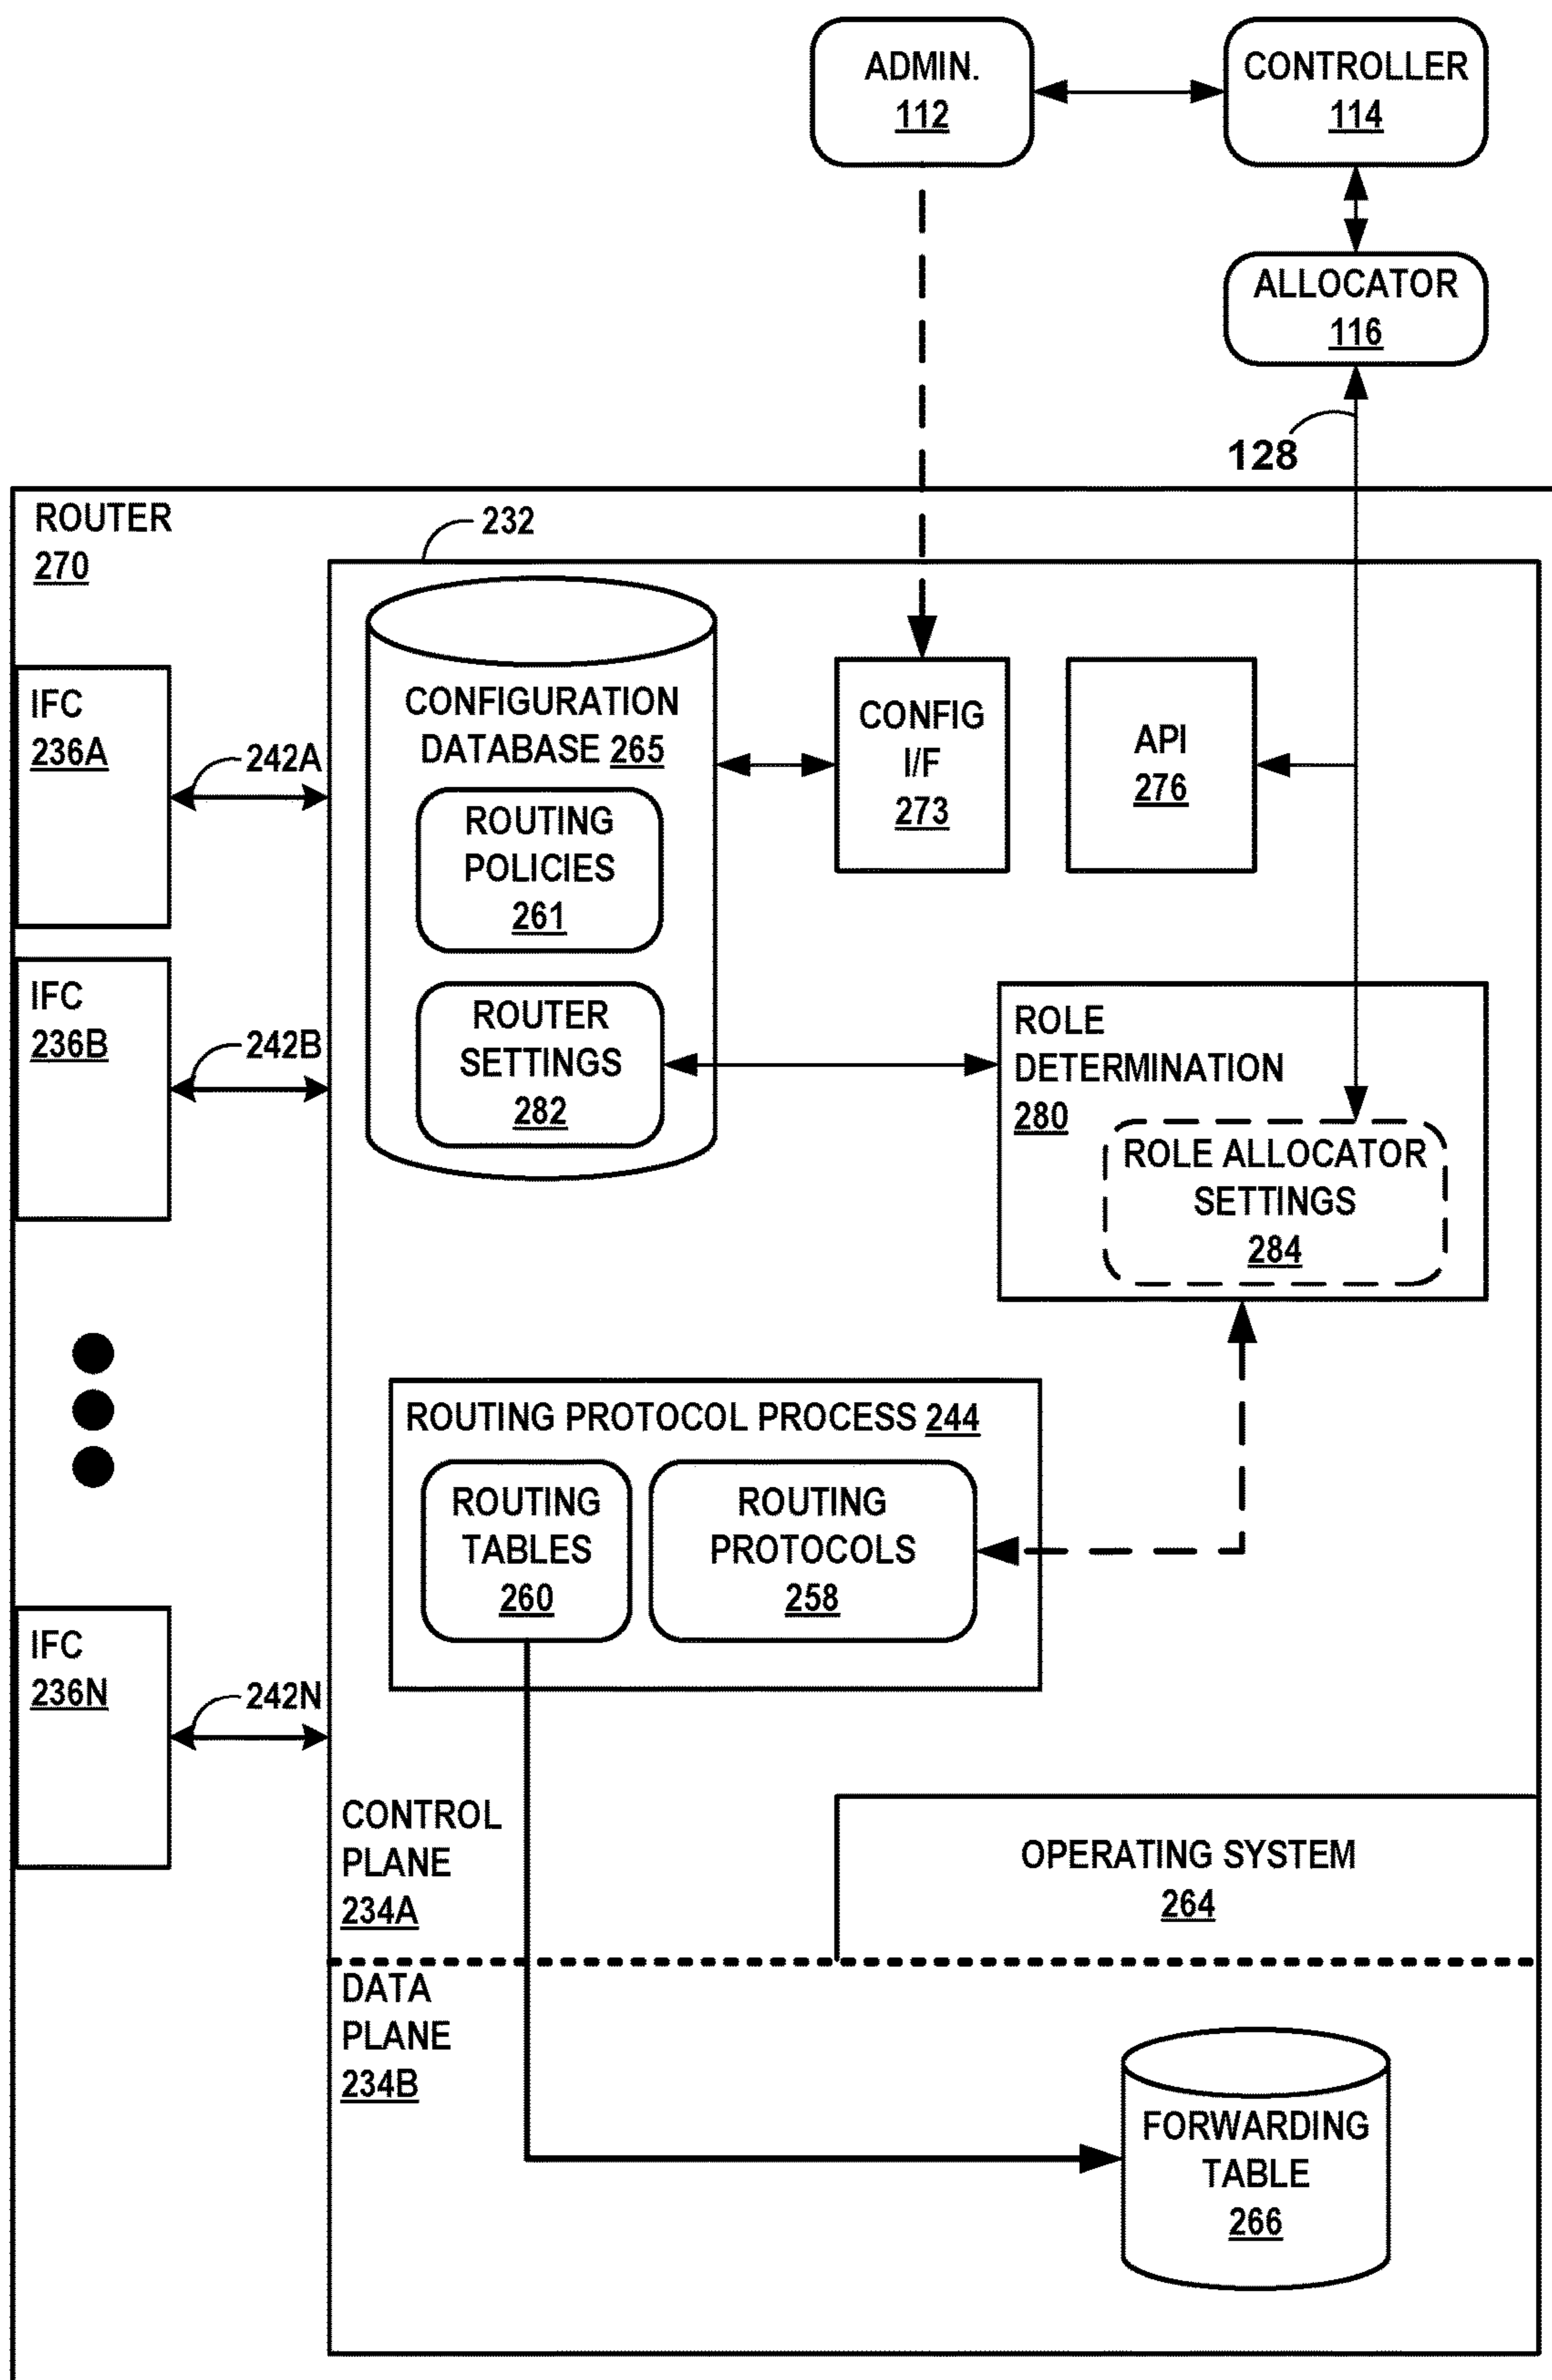 ADMIN.
112
CONTROLLER
114
ALLOCATOR
116
128
ROUTER
270
232
IFC
236A
242A
CONFIGURATION
DATABASE 265
ROUTING
POLICIES
261
CONFIG
I/F
273
API
276
IFC
236B
242B
ROUTER
SETTINGS
282
ROLE
DETERMINATION
280
ROLE ALLOCATOR
SETTINGS
284
ROUTING PROTOCOL PROCESS 244
ROUTING
TABLES
260
ROUTING
PROTOCOLS
258
IFC
236N
242N
CONTROL
PLANE
234A
OPERATING SYSTEM
264
DATA
PLANE
234B
FORWARDING
TABLE
266